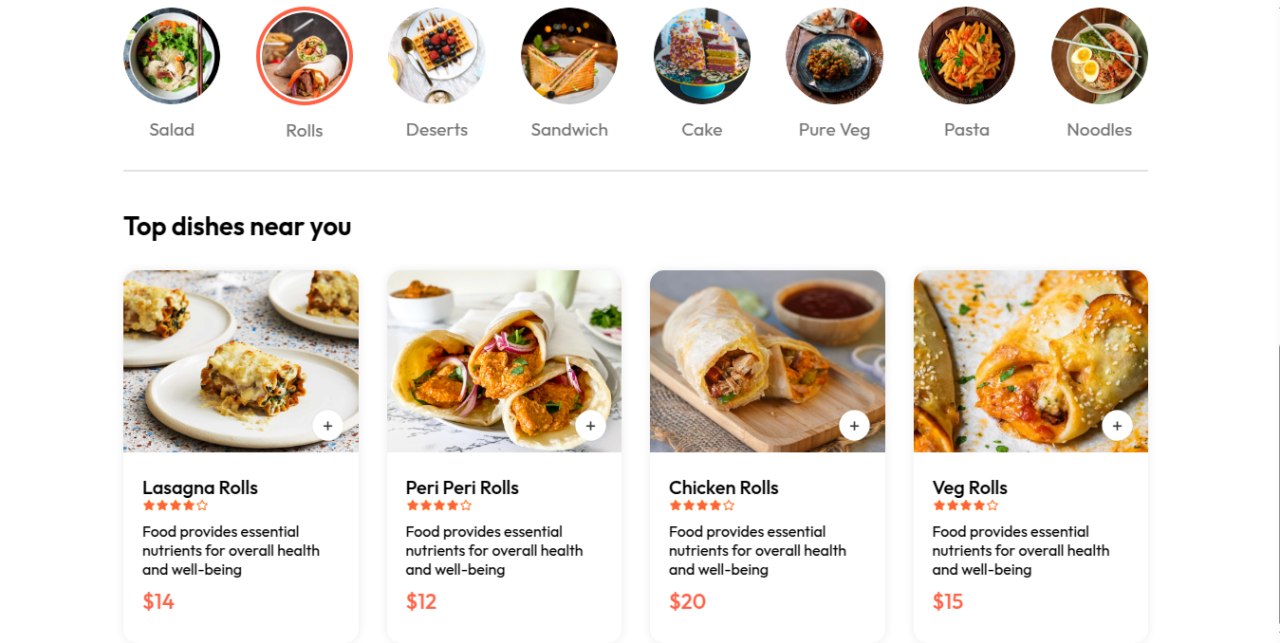 Salad
Rolls
Deserts
Sandwich
Cake
Pure Veg
Pasta
Noodles
Top dishes near you
Lasagna Rolls
Food provides essential
nutrients for overall health
and well-being
$14
Peri Peri Rolls
Food provides essential
nutrients for overall health
and well-being
$12
Chicken Rolls
Food provides essential
nutrients for overall health
and well-being
$20
Veg Rolls
Food provides essential
nutrients for overall health
and well-being
$15